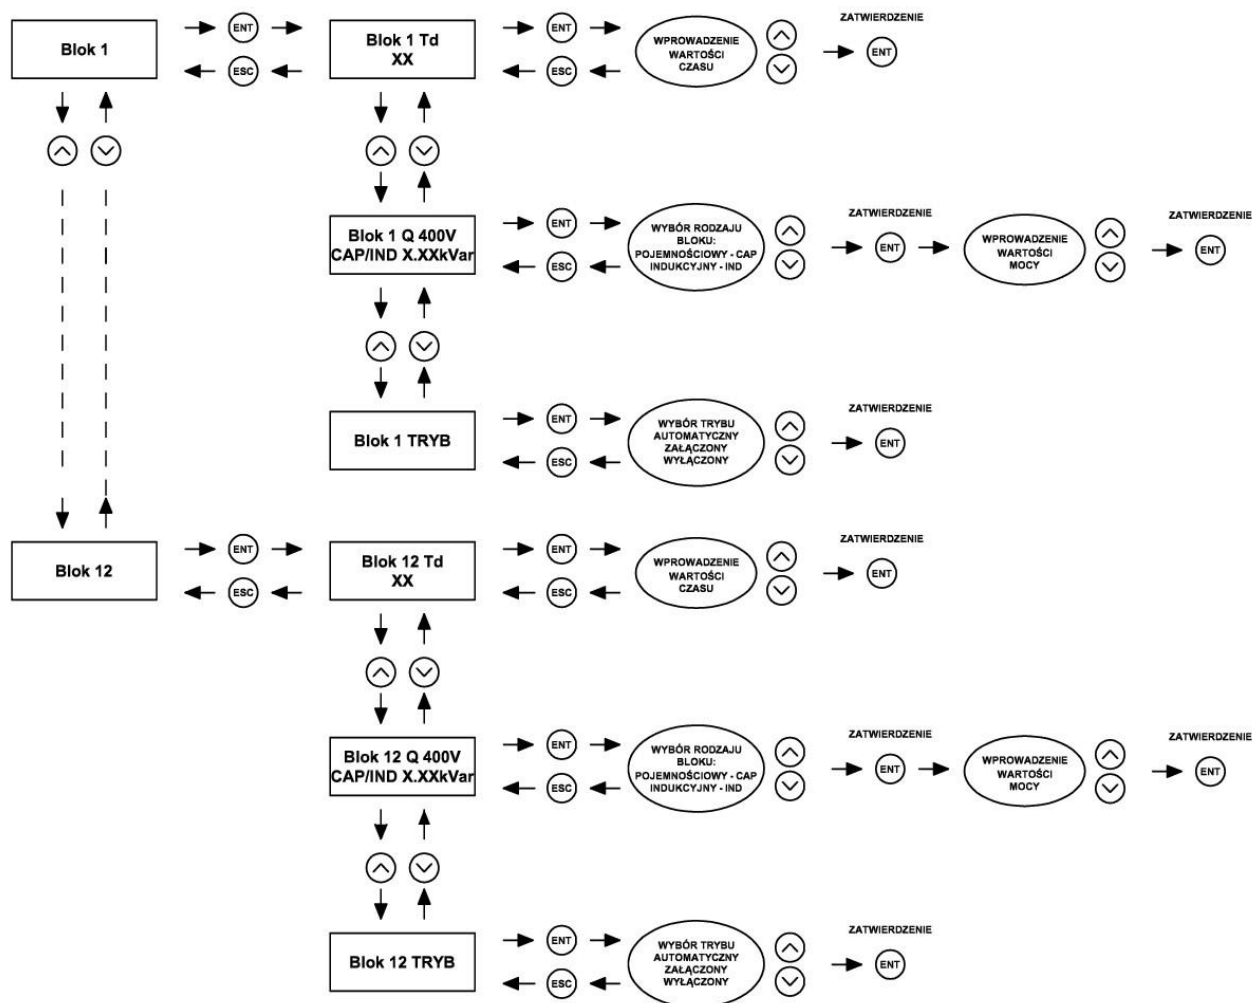 ZATWIERDZENIE
Blok 1
ENT
ESC
Blok 1 Td
XX
ENT
ESC
WPROWADZENIE
WARTOŚCI
CZASU
ENT
Blok 1 Q 400V
CAP/IND X.XXkVar
ENT
ESC
WYBÓR RODZAJU
BLOKU:
POJEMNOŚCIOWY - CAP
INDUKCYJNY - IND
ZATWIERDZENIE
ENT
WPROWADZENIE
WARTOŚCI
MOCY
ZATWIERDZENIE
ENT
Blok 1 TRYB
ENT
ESC
WYBÓR TRYBU
AUTOMATYCZNY
ZAŁĄCZONY
WYŁĄCZONY
ZATWIERDZENIE
ENT
Blok 12
ENT
ESC
Blok 12 Td
XX
ENT
ESC
WPROWADZENIE
WARTOŚCI
CZASU
ZATWIERDZENIE
ENT
Blok 12 Q 400V
CAP/IND X.XXkVar
ENT
ESC
WYBÓR RODZAJU
BLOKU:
POJEMNOŚCIOWY - CAP
INDUKCYJNY - IND
ZATWIERDZENIE
ENT
WPROWADZENIE
WARTOŚCI
MOCY
ZATWIERDZENIE
ENT
Blok 12 TRYB
ENT
ESC
WYBÓR TRYBU
AUTOMATYCZNY
ZAŁĄCZONY
WYŁĄCZONY
ZATWIERDZENIE
ENT